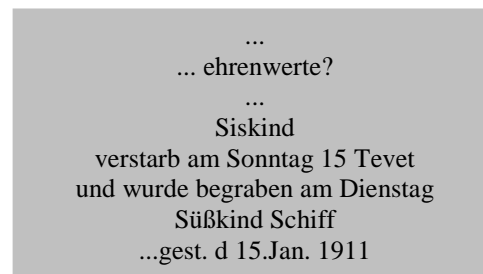 ...
... ehrenwerte?
...
Siskind
verstarb am Sonntag 15 Tevet
und wurde begraben am Dienstag
Süßkind Schiff
...gest. d 15.Jan. 1911